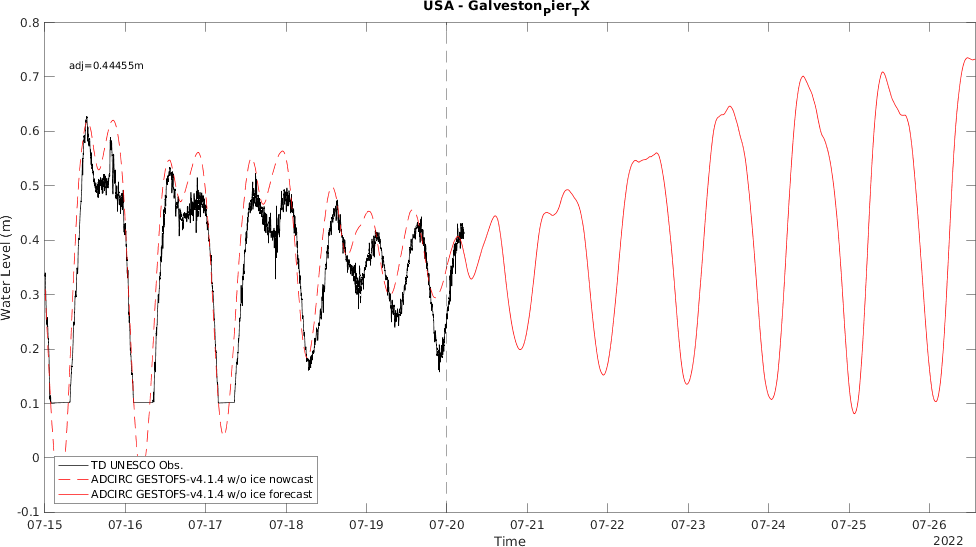 USA - GalvestonPierTX
0.8
adj=0.44455m
0.7
0.6
0.5
0.4
0.3
0.2
0.1
0
-0.1
Water Level (m)
TD UNESCO Obs.
ADCIRC GESTOFS-v4.1.4 w/o ice nowcast
ADCIRC GESTOFS-v4.1.4 w/o ice forecast
07-15 07-16 07-17 07-18 07-19 07-20 07-21 07-22 07-23 07-24 07-25 07-26
Time
2022